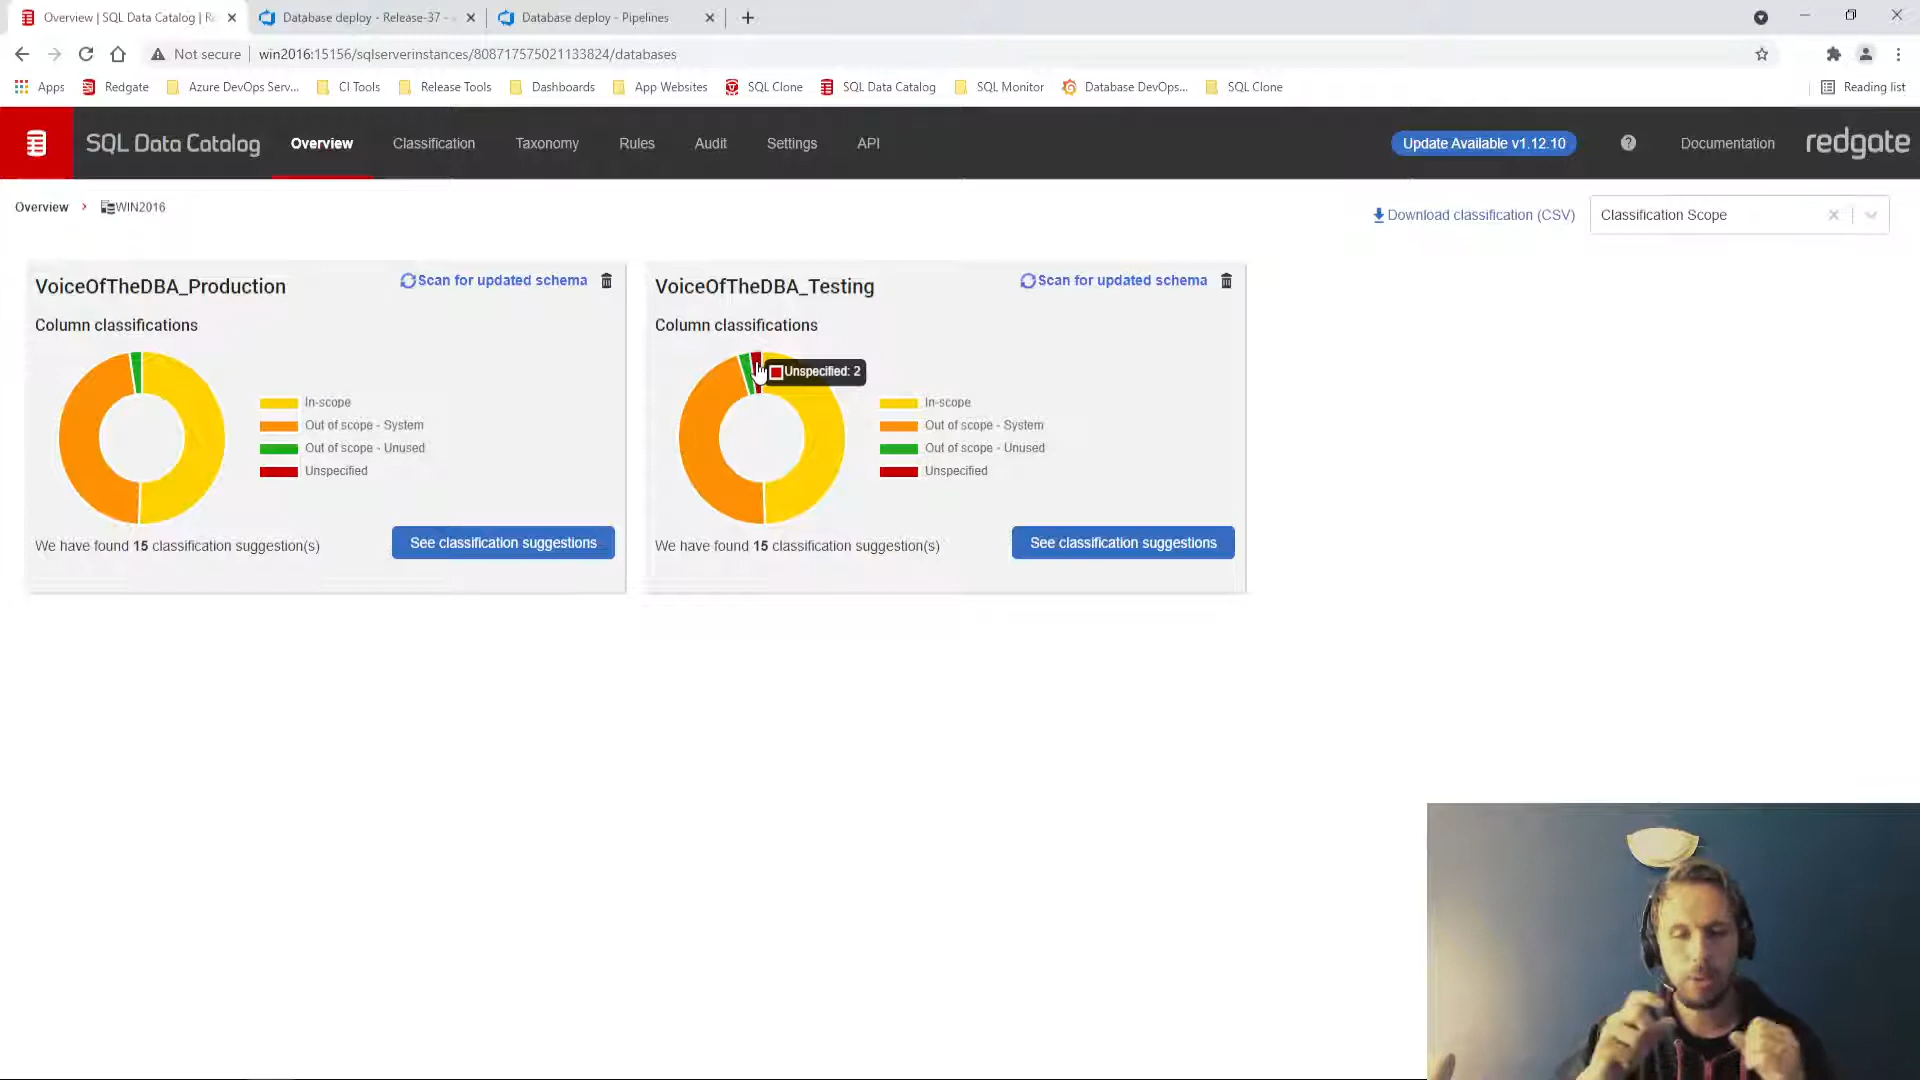 Overview | SQL Data Catalog | R
Database deploy - Release-37 -
Database deploy - Pipelines
Not secure
win2016:15156/sqlserverinstances/808717575021133824/databases
Apps
Redgate
Azure DevOps Serv...
CI Tools
Release Tools
Dashboards
App Websites
SQL Clone
SQL Data Catalog
SQL Monitor
Database DevOps...
SQL Clone
Reading list
SQL Data Catalog
Overview
Classification
Taxonomy
Rules
Audit
Settings
API
Update Available v1.12.10
?
Documentation
redgate
Overview > WIN2016
Download classification (CSV)
Classification Scope
VoiceOfTheDBA_Production
Scan for updated schema
Column classifications
In-scope
Out of scope - System
Out of scope - Unused
Unspecified
We have found 15 classification suggestion(s)
See classification suggestions
VoiceOfTheDBA_Testing
Scan for updated schema
Column classifications
Unspecified: 2
In-scope
Out of scope - System
Out of scope - Unused
Unspecified
We have found 15 classification suggestion(s)
See classification suggestions